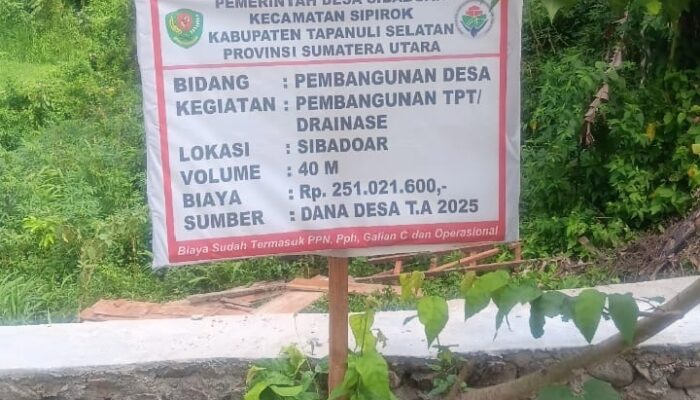 PEMERINTAH DESA SIBADOAR
KECAMATAN SIPIROK
KABUPATEN TAPANULI SELATAN
PROVINSI SUMATERA UTARA
BIDANG : PEMBANGUNAN DESA
KEGIATAN : PEMBANGUNAN TPT/
DRAINASE
LOKASI : SIBADOAR
VOLUME : 40 M
BIAYA : Rp. 251.021.600,-
SUMBER : DANA DESA T.A 2025
Biaya Sudah Termasuk PPN, Pph, Galian C dan Operasional